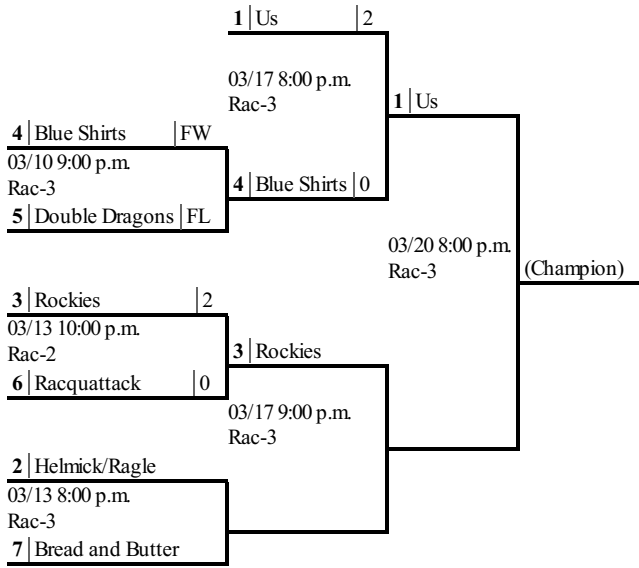 1 Us 2
03/17 8:00 p.m.
Rac-3
1 Us
4 Blue Shirts FW
03/10 9:00 p.m.
Rac-3
4 Blue Shirts 0
5 Double Dragons FL
03/20 8:00 p.m.
Rac-3
(Champion)
3 Rockies 2
03/13 10:00 p.m.
Rac-2
3 Rockies
6 Racquattack 0
03/17 9:00 p.m.
Rac-3
2 Helmick/Ragle
03/13 8:00 p.m.
Rac-3
7 Bread and Butter